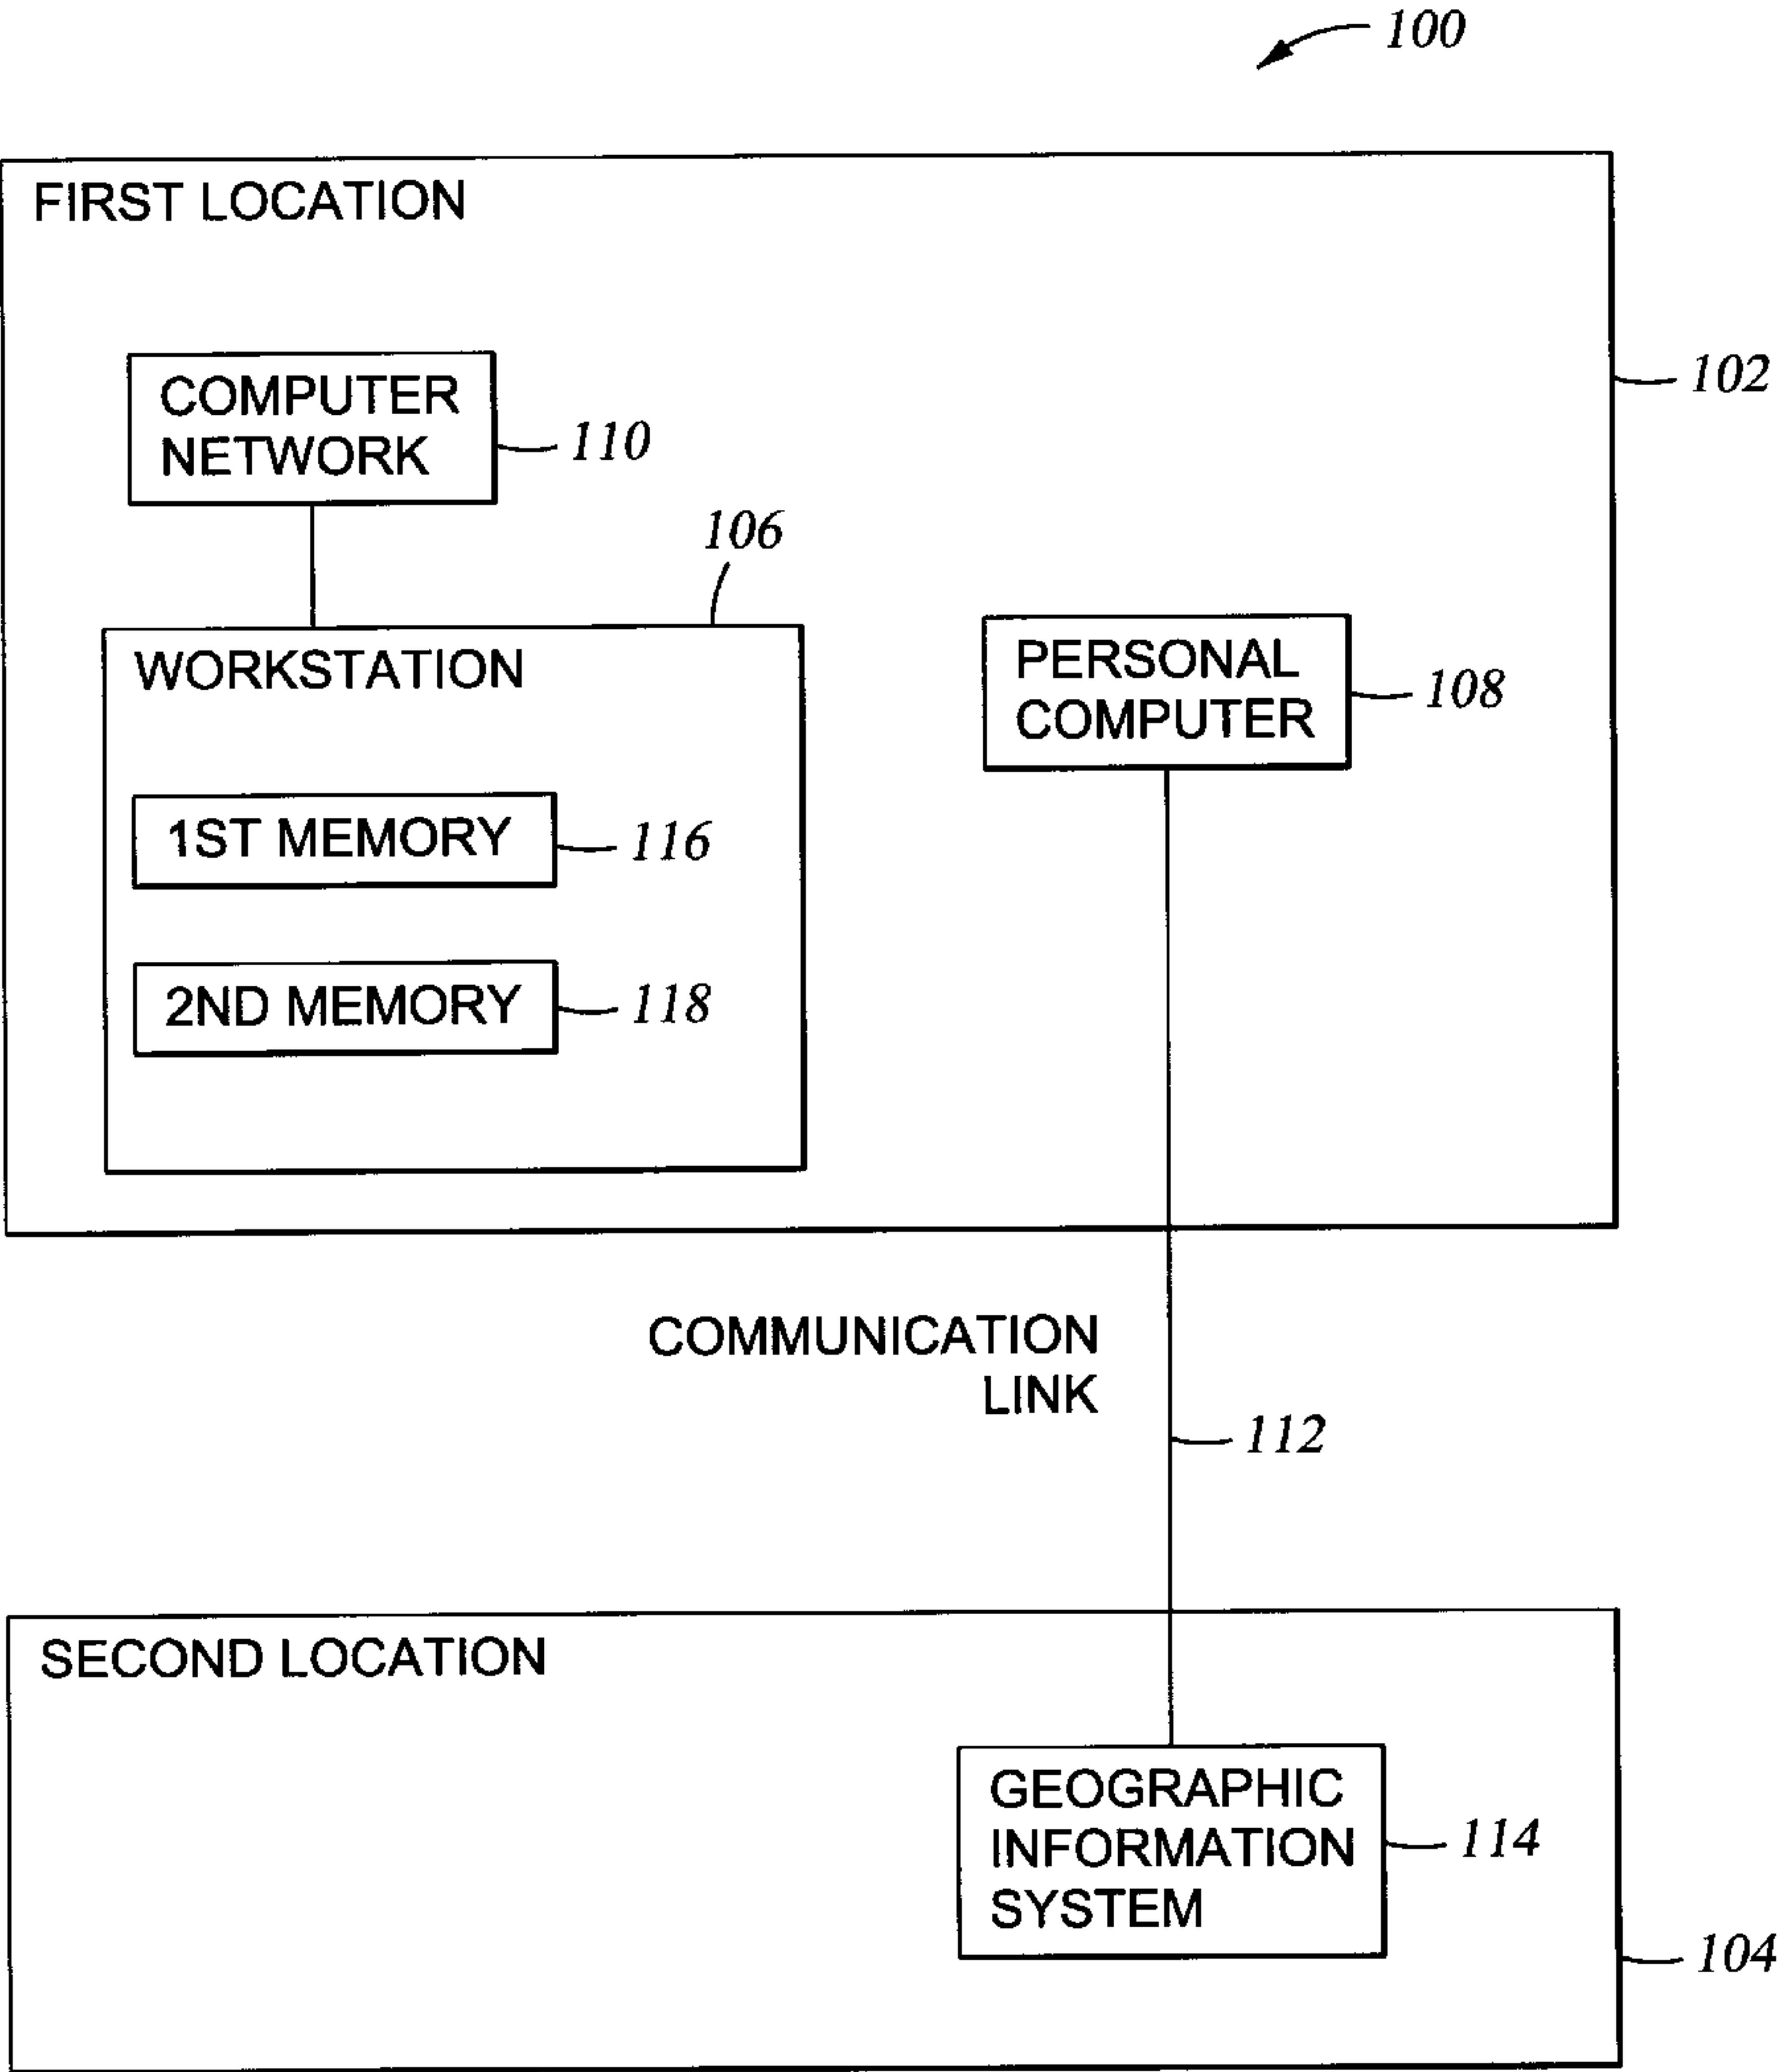 100
FIRST LOCATION
102
COMPUTER
NETWORK
110
106
WORKSTATION
PERSONAL
COMPUTER
108
1ST MEMORY
116
2ND MEMORY
118
COMMUNICATION
LINK
112
SECOND LOCATION
GEOGRAPHIC
INFORMATION
SYSTEM
114
104